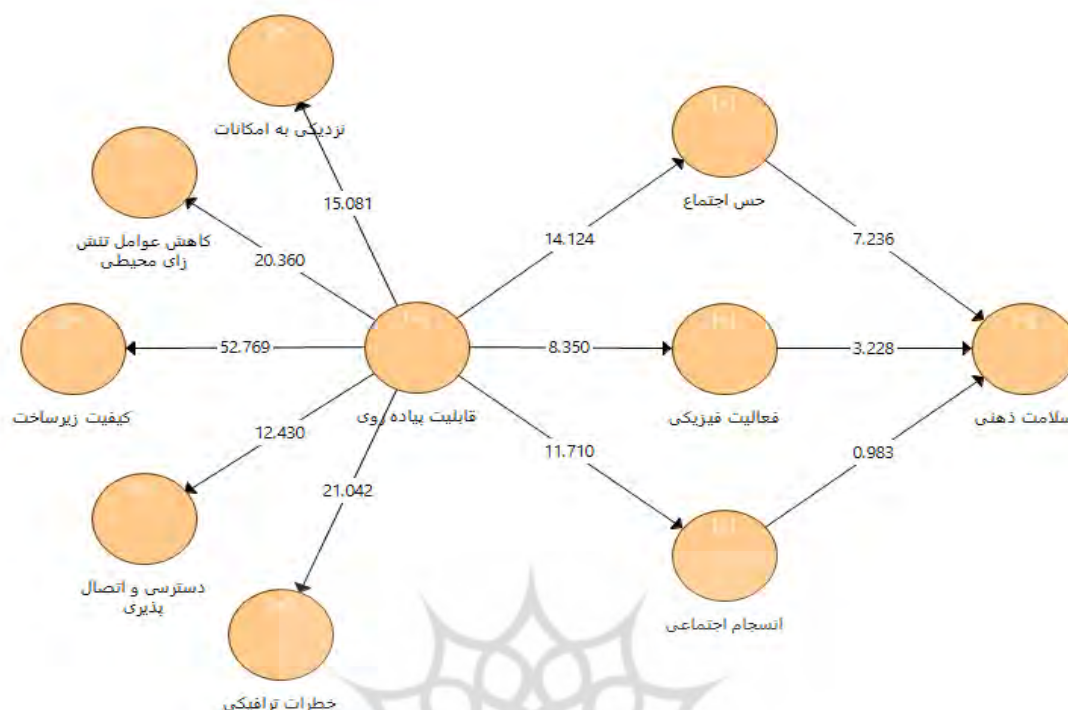 نزدیکی به امکانات
حس اجتماع
15.081
کاهش عوامل تنش
زای محیطی
14.124
7.236
20.360
52.769
8.350
3.228
کیفیت زیرساخت
قابلیت پیاده روی
فعالیت فیزیکی
سلامت ذهنی
12.430
11.710
0.983
21.042
دسترسی و اتصال
پذیری
انسجام اجتماعی
خطرات ترافیکی